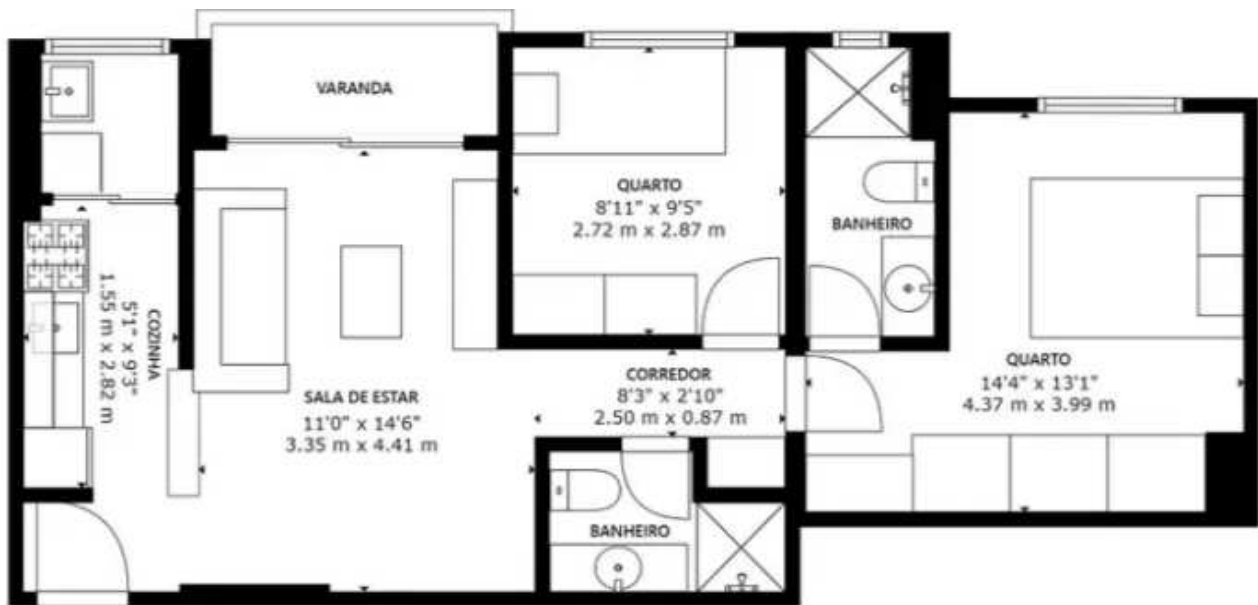 VARANDA
QUARTO
8'11" x 9'5"
2.72 m x 2.87 m
BANHEIRO
COZINHA
5'1" x 9'3"
1.55 m x 2.82 m
SALA DE ESTAR
11'0" x 14'6"
3.35 m x 4.41 m
CORREDOR
8'3" x 2'10"
2.50 m x 0.87 m
QUARTO
14'4" x 13'1"
4.37 m x 3.99 m
BANHEIRO